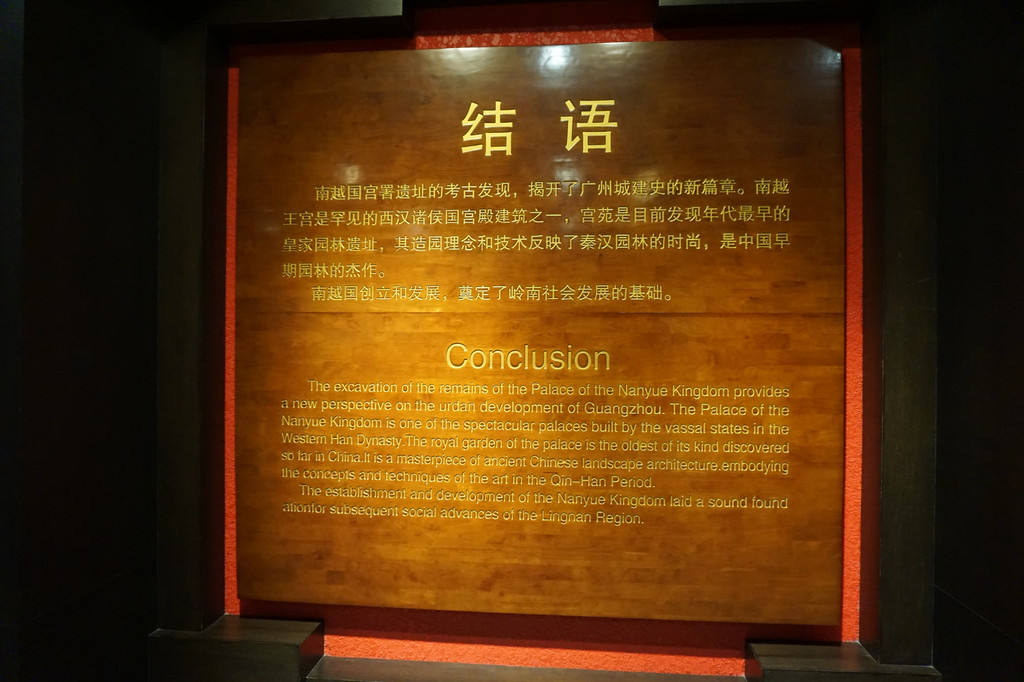 结 语
南越国宫署遗址的考古发现，揭开了广州城建史的新篇章。南越
王宫是罕见的西汉诸侯国宫殿建筑之一，宫苑是目前发现年代最早的
皇家园林遗址，其造园理念和技术反映了秦汉园林的时尚，是中国早
期园林的杰作。
南越国创立和发展，奠定了岭南社会发展的基础。
Conclusion
The excavation of the remains of the Palace of the Nanyue Kingdom provides
a new perspective on the urdan development of Guangzhou. The Palace of the
Nanyue Kingdom is one of the spectacular palaces built by the vassal states in the
Western Han Dynasty.The royal garden of the palace is the oldest of its kind discovered
so far in China.It is a masterpiece of ancient Chinese landscape architecture.embodying
the concepts and techniques of the art in the Qin-Han Period.
The establishment and development of the Nanyue Kingdom laid a sound found
ationfor subsequent social advances of the Lingnan Region.